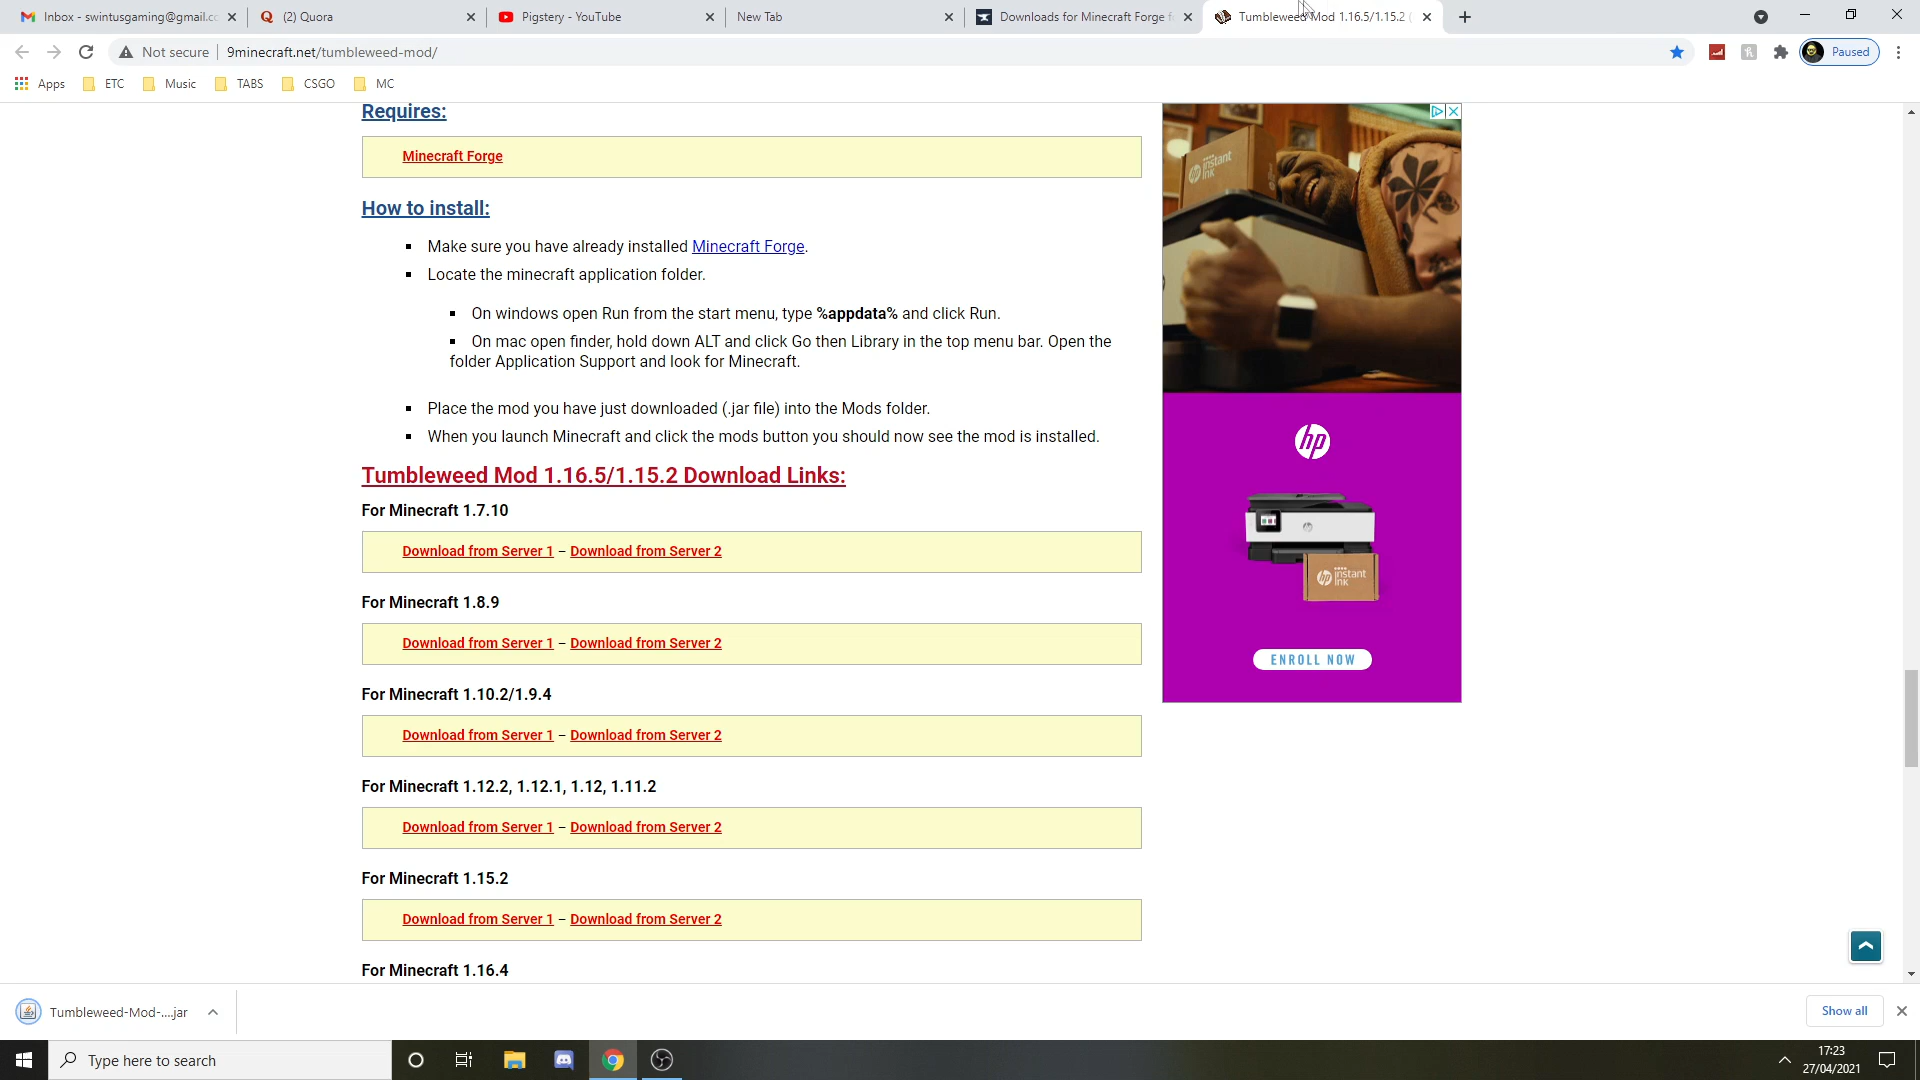 Inbox - swintusgaming@gmail.cc
(2) Quora
Pigstery - YouTube
New Tab
Downloads for Minecraft Forge f
Tumbleweed Mod 1.16.5/1.15.2 (
Not secure
9minecraft.net/tumbleweed-mod/
Paused
Apps
ETC
Music
TABS
CSGO
MC
Requires:
Minecraft Forge
How to install:
Make sure you have already installed Minecraft Forge.
Locate the minecraft application folder.
On windows open Run from the start menu, type %appdata% and click Run.
On mac open finder, hold down ALT and click Go then Library in the top menu bar. Open the
folder Application Support and look for Minecraft.
Place the mod you have just downloaded (.jar file) into the Mods folder.
When you launch Minecraft and click the mods button you should now see the mod is installed.
Tumbleweed Mod 1.16.5/1.15.2 Download Links:
For Minecraft 1.7.10
Download from Server 1 – Download from Server 2
For Minecraft 1.8.9
Download from Server 1 – Download from Server 2
For Minecraft 1.10.2/1.9.4
Download from Server 1 – Download from Server 2
For Minecraft 1.12.2, 1.12.1, 1.12, 1.11.2
Download from Server 1 – Download from Server 2
For Minecraft 1.15.2
Download from Server 1 – Download from Server 2
For Minecraft 1.16.4
hp instant
ink
hp
hp instant
ink
ENROLL NOW
Tumbleweed-Mod-....jar
Show all
Type here to search
17:23
27/04/2021